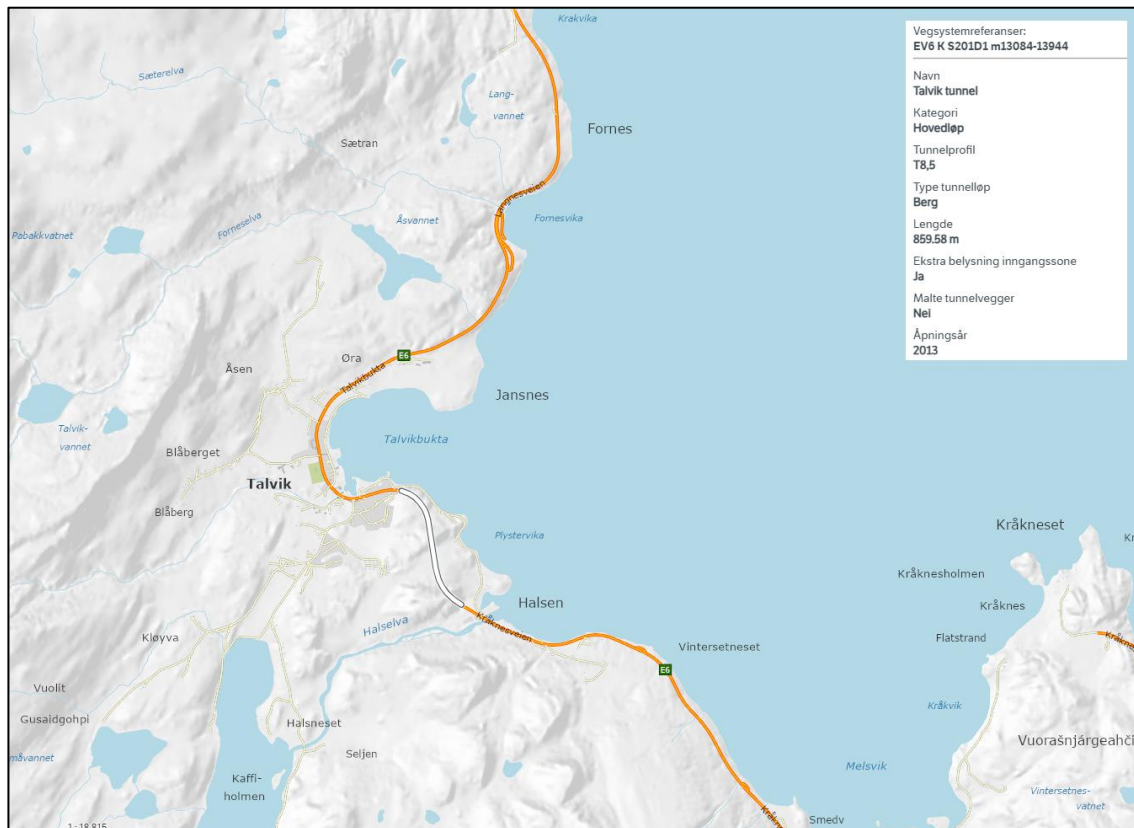 Vegsystemreferanser:
EV6 K S201D1 m13084-13944
Navn
Talvik tunnel
Kategori
Hovedløp
Tunnelprofil
T8,5
Type tunnelløp
Berg
Lengde
859.58 m
Ekstra belysning inngangssone
Ja
Malte tunnelvegger
Nei
Åpningsår
2013
Krakvika
Sæterelva
Lang-
vannet
Fornes
Sætran
Langnesveien
Forneselva
Åsvannet
Fornesvika
Pabakkvatnet
Øra
E6
Åsen
Talvikbukta
Jansnes
Talvik-
vannet
Talvikbukta
Blåberget
Talvik
Blåberg
Plystervika
Kråkneset
Kråknesholmen
Halsen
Kråknes
Halselva
Kråknesveien
Kløyva
Vintersetneset
Flatstrand
E6
Vuolit
Gusaidgohpi
Kråkvik
Halsneset
Seljen
Vuorašnjárgeahči
Melsvik
Kaffi-
holmen
Vintersetnes-
vatnet
Smedv